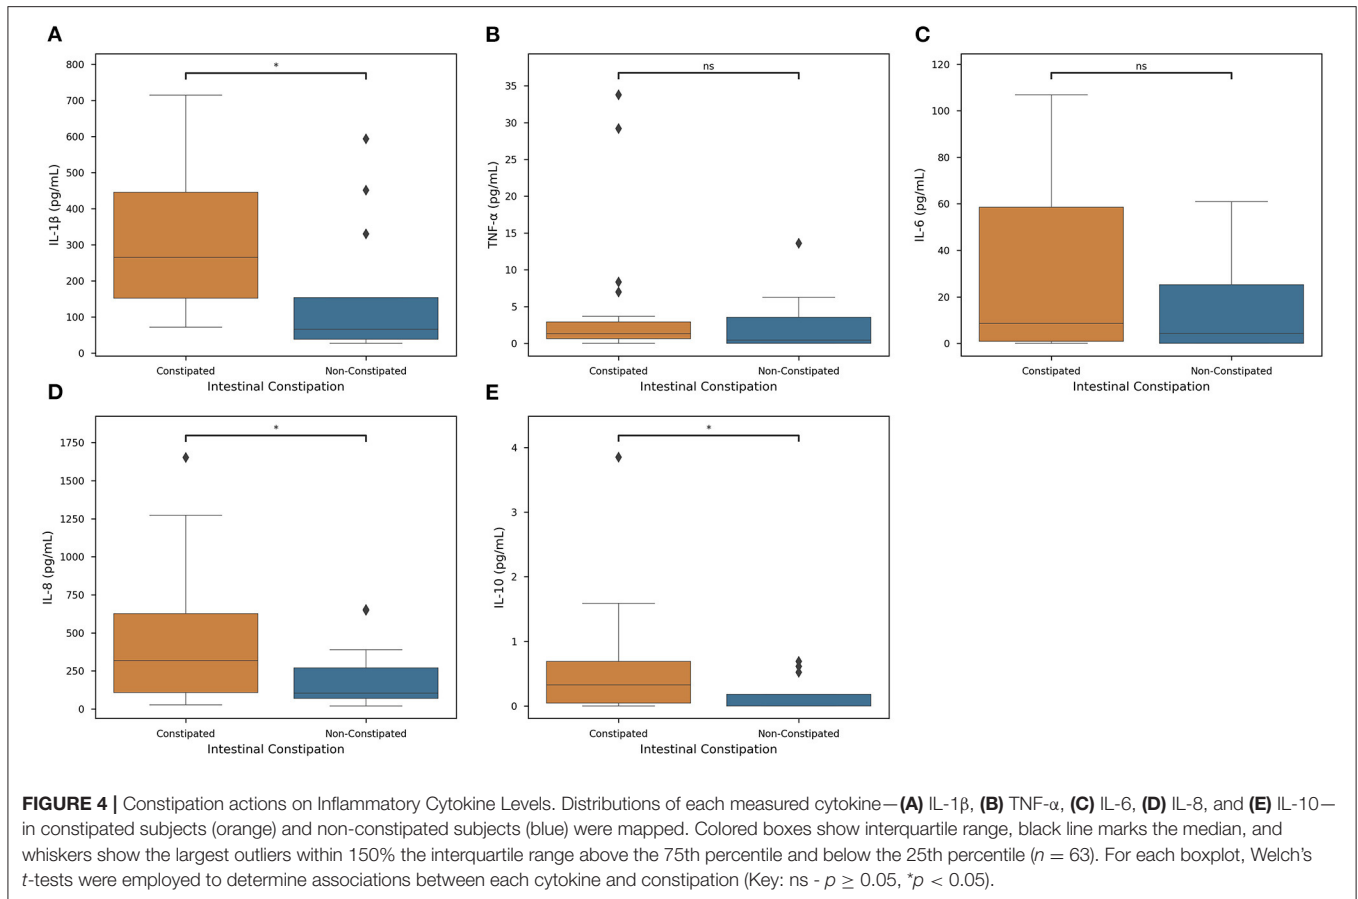 A
800
700
600
500
400
300
200
100
0
IL-1β (pg/mL)
*
Constipated
Non-Constipated
Intestinal Constipation
B
35
30
25
20
15
10
5
0
TNF-α (pg/mL)
ns
Constipated
Non-Constipated
Intestinal Constipation
C
120
100
80
60
40
20
0
IL-6 (pg/mL)
ns
Constipated
Non-Constipated
Intestinal Constipation
D
1750
1500
1250
1000
750
500
250
0
IL-8 (pg/mL)
*
Constipated
Non-Constipated
Intestinal Constipation
E
4
3
2
1
0
IL-10 (pg/mL)
*
Constipated
Non-Constipated
Intestinal Constipation
FIGURE 4 | Constipation actions on Inflammatory Cytokine Levels. Distributions of each measured cytokine—(A) IL-1β, (B) TNF-α, (C) IL-6, (D) IL-8, and (E) IL-10—
in constipated subjects (orange) and non-constipated subjects (blue) were mapped. Colored boxes show interquartile range, black line marks the median, and
whiskers show the largest outliers within 150% the interquartile range above the 75th percentile and below the 25th percentile (n = 63). For each boxplot, Welch's
t-tests were employed to determine associations between each cytokine and constipation (Key: ns - p ≥ 0.05, *p < 0.05).